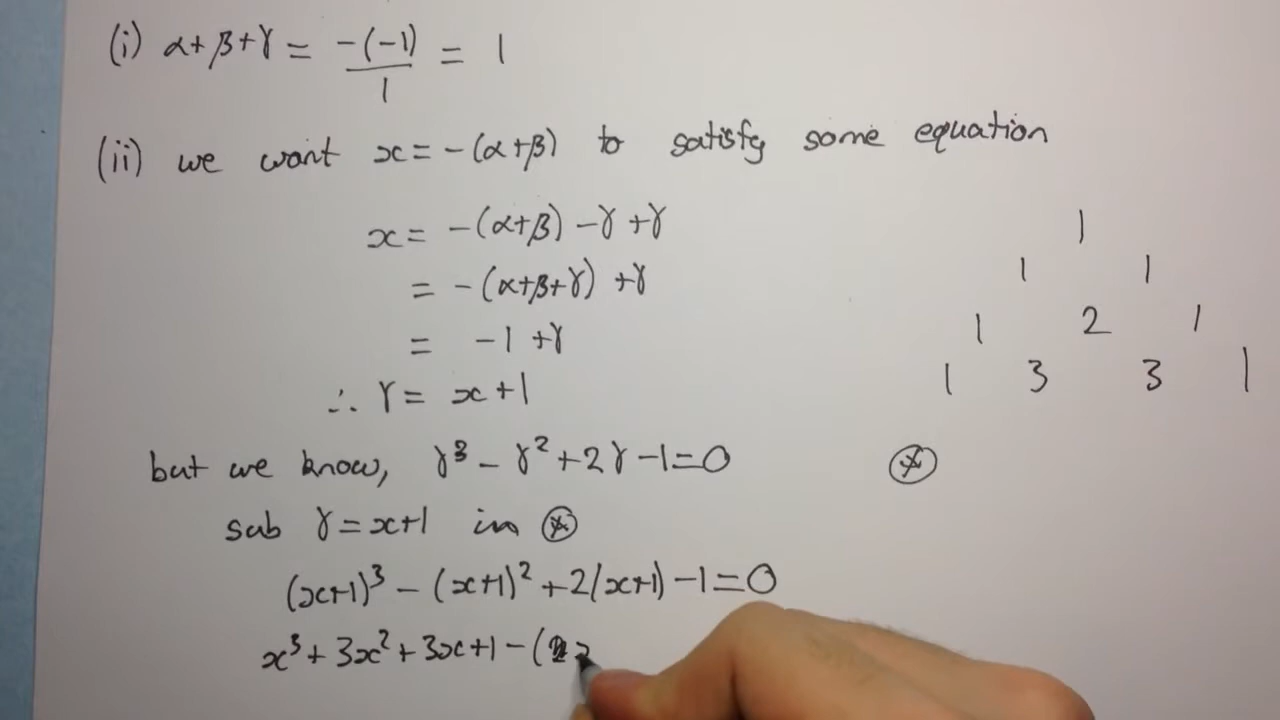 (i) α+β+γ = -(-1)/1 = 1
(ii) we want x = -(α+β) to satisfy some equation
x = -(α+β) -γ +γ
= -(α+β+γ) +γ
= -1 +γ
∴ γ = x+1
but we know, γ³ - γ² + 2γ - 1 = 0 ⊛
sub γ = x+1 in ⊛
(x+1)³ - (x+1)² + 2(x+1) - 1 = 0
x³ + 3x² + 3x + 1 - (
1
1 1
1 2 1
1 3 3 1